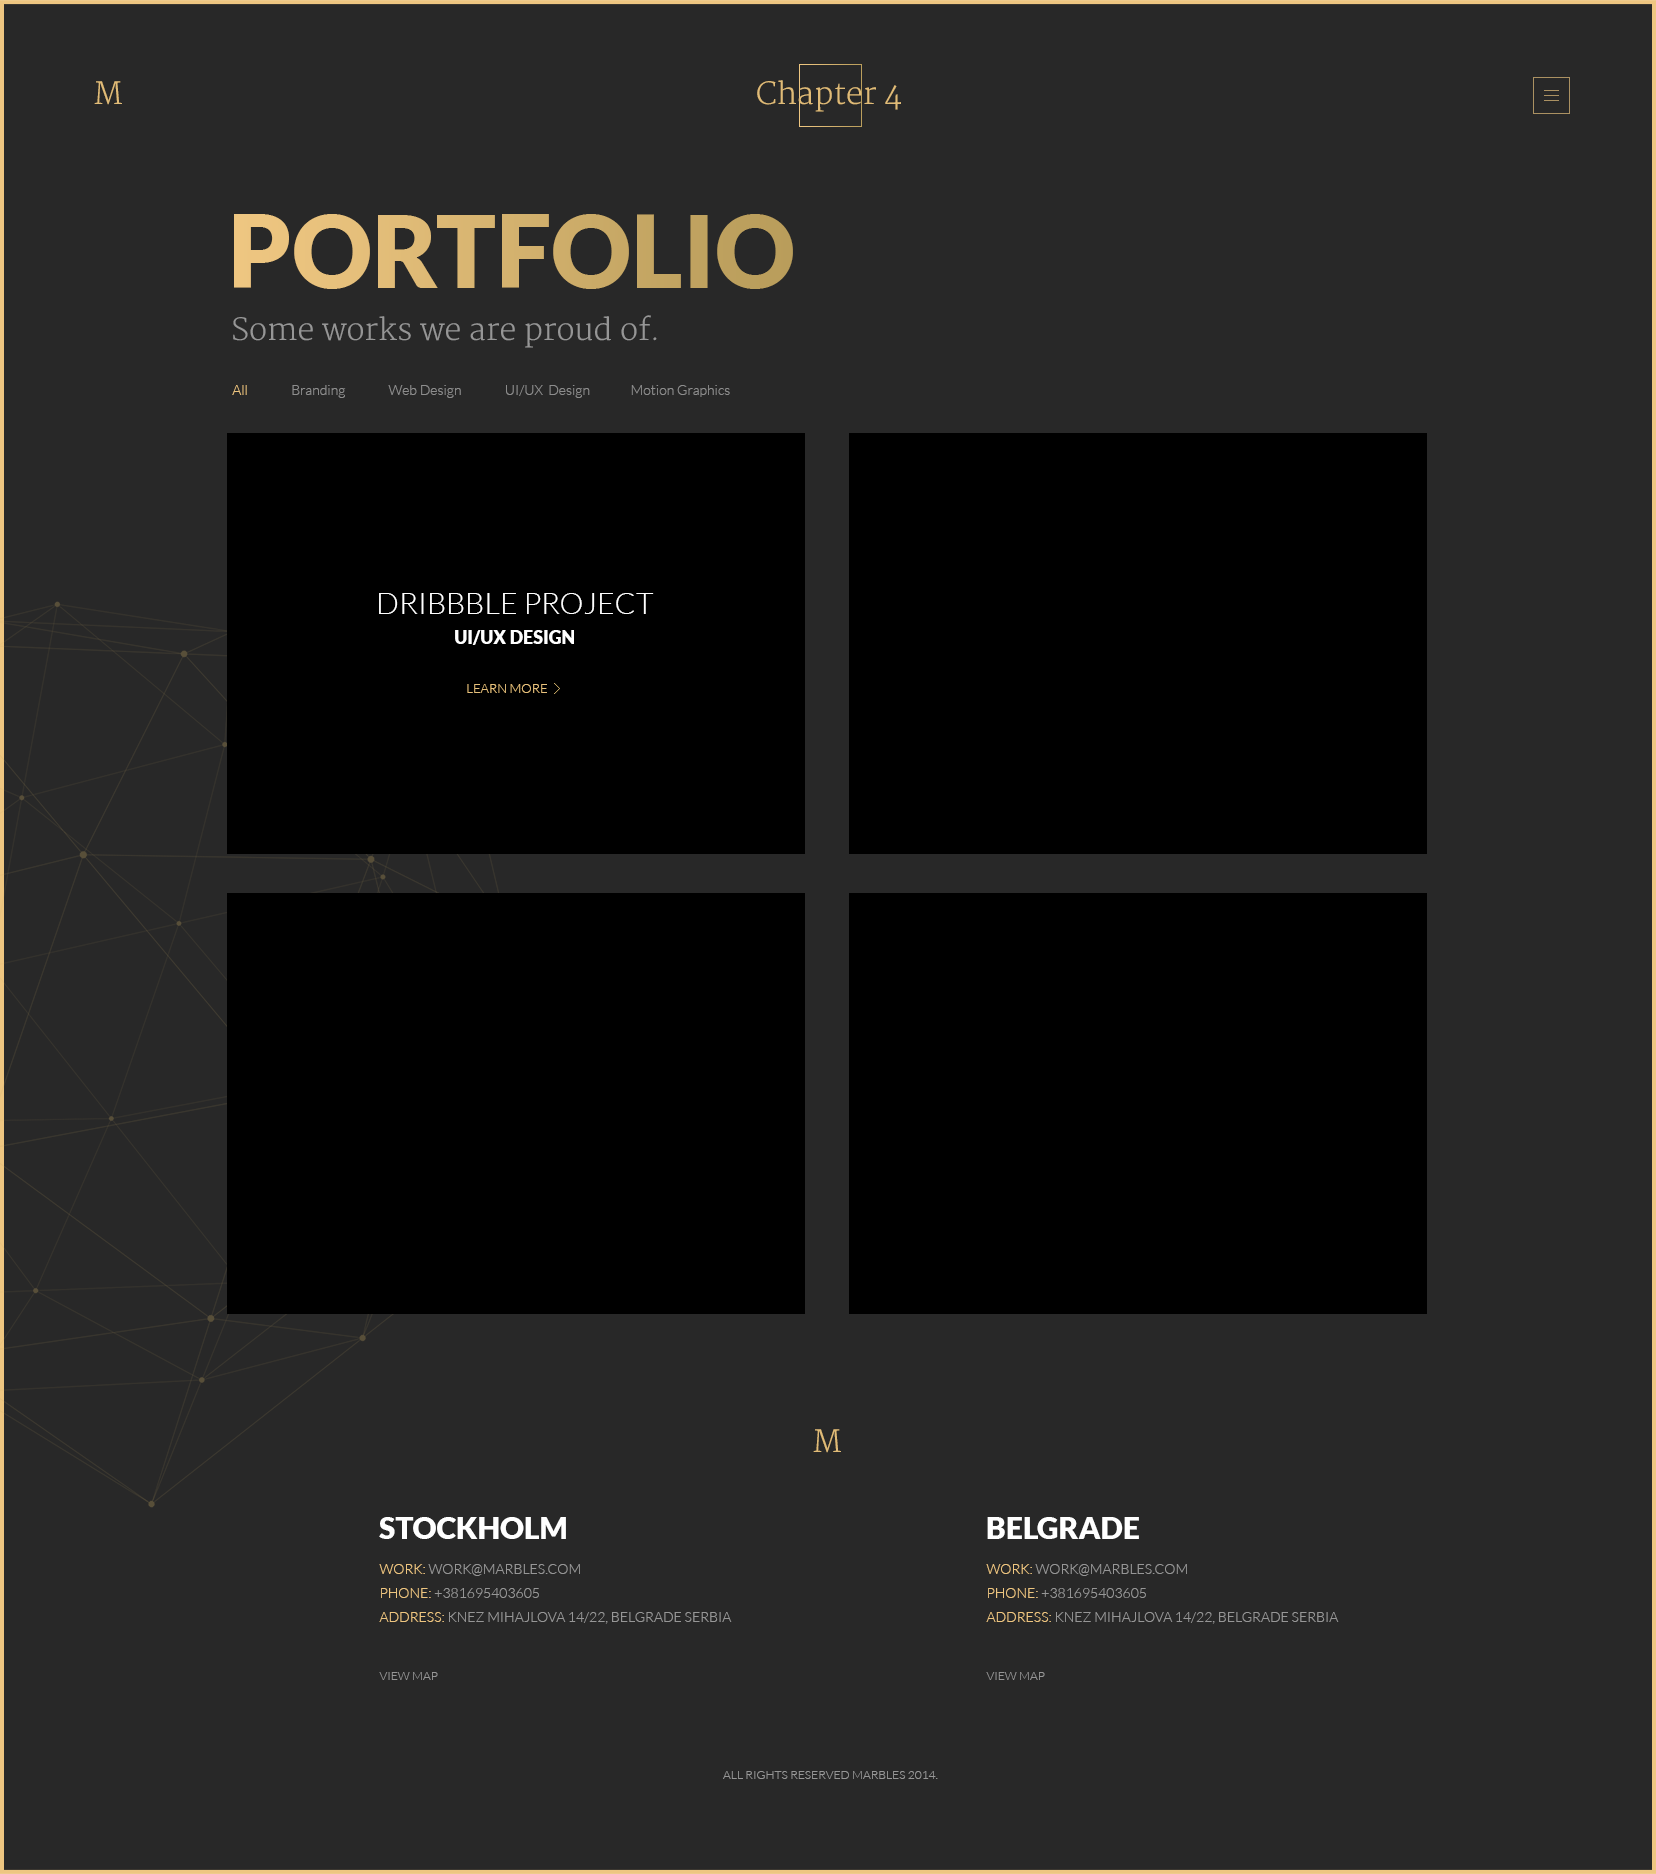 M
Chapter 4
PORTFOLIO
Some works we are proud of.
All Branding Web Design UI/UX Design Motion Graphics
DRIBBBLE PROJECT
UI/UX DESIGN
LEARN MORE
M
STOCKHOLM
WORK: WORK@MARBLES.COM
PHONE: +381695403605
ADDRESS: KNEZ MIHAJLOVA 14/22, BELGRADE SERBIA
VIEW MAP
BELGRADE
WORK: WORK@MARBLES.COM
PHONE: +381695403605
ADDRESS: KNEZ MIHAJLOVA 14/22, BELGRADE SERBIA
VIEW MAP
ALL RIGHTS RESERVED MARBLES 2014.